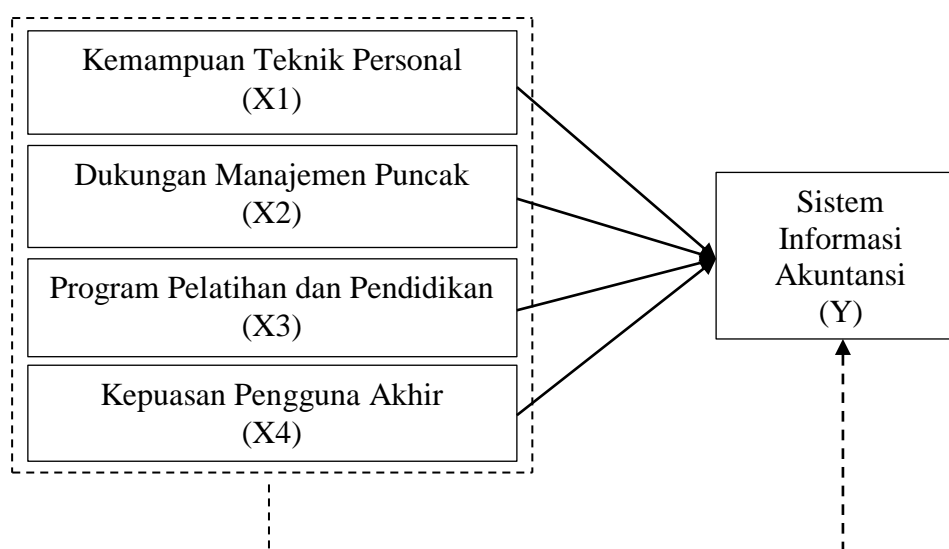 Kemampuan Teknik Personal
(X1)
Dukungan Manajemen Puncak
(X2)
Program Pelatihan dan Pendidikan
(X3)
Kepuasan Pengguna Akhir
(X4)
Sistem
Informasi
Akuntansi
(Y)